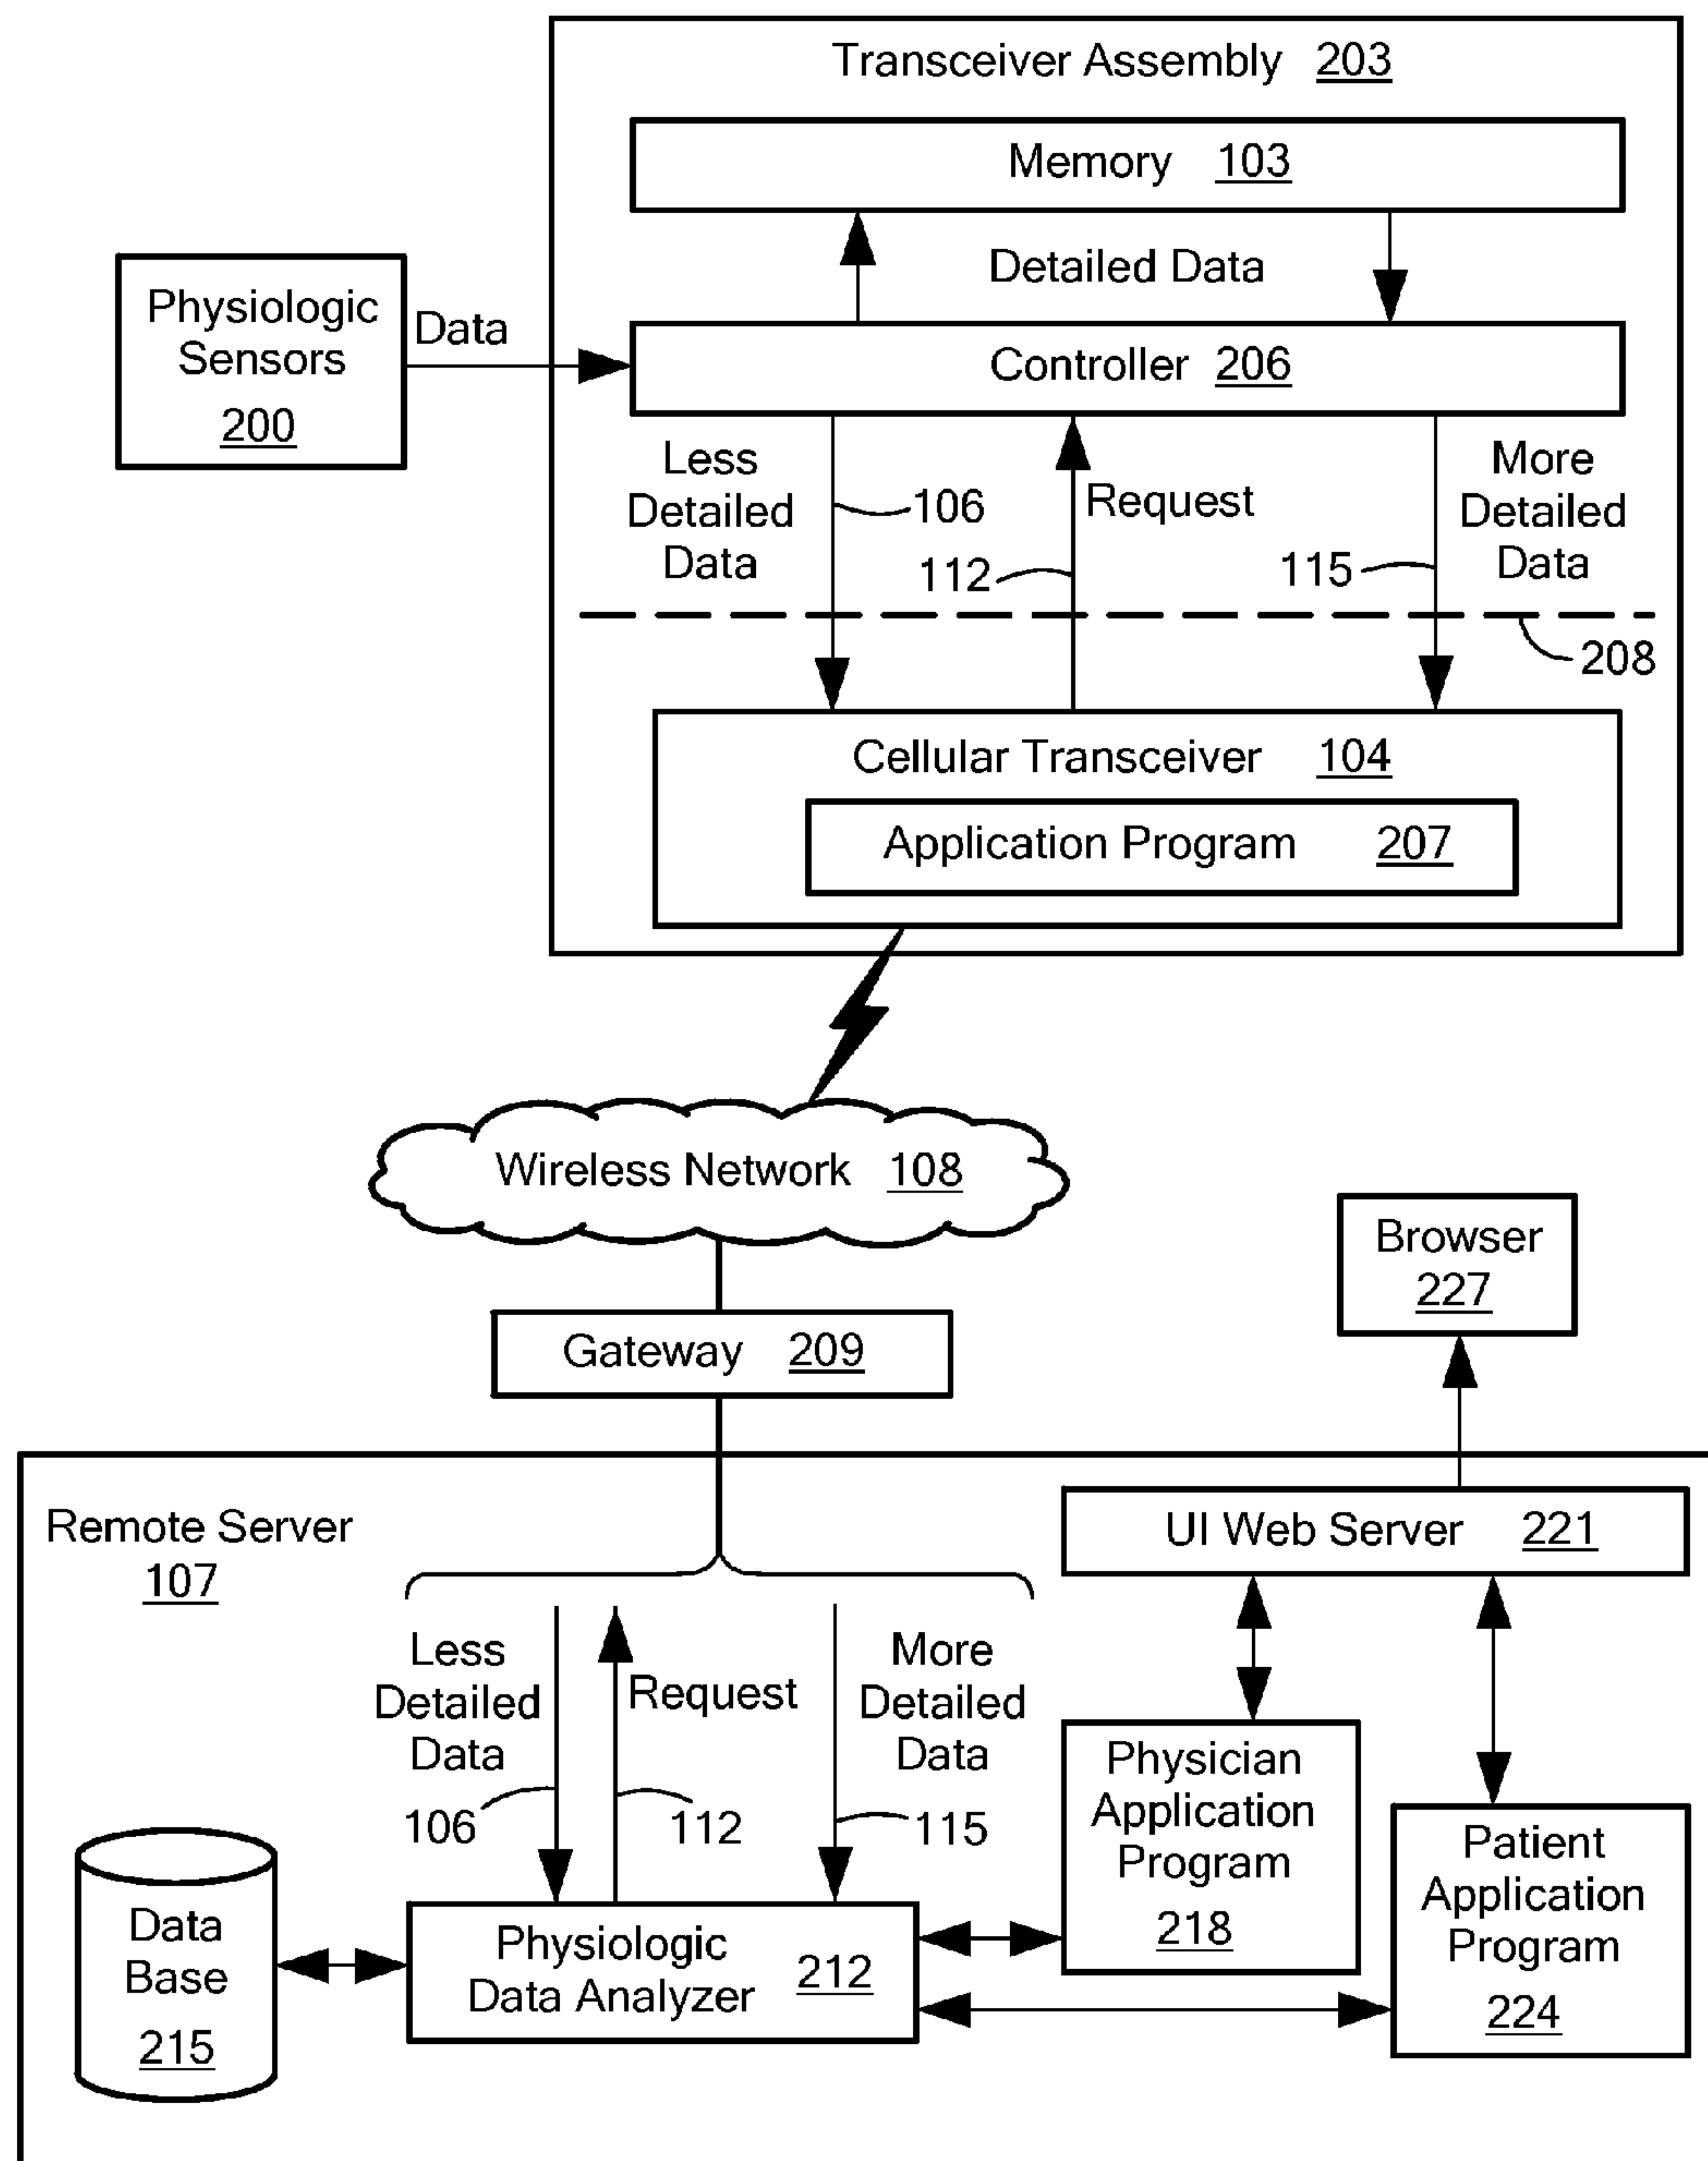 Transceiver Assembly 203
Memory 103
Detailed Data
Physiologic
Sensors
200
Data
Controller 206
Less
Detailed
Data
106
Request
112
115
More
Detailed
Data
208
Cellular Transceiver 104
Application Program 207
Wireless Network 108
Browser
227
Gateway 209
Remote Server
107
UI Web Server 221
Less
Detailed
Data
106
Request
112
More
Detailed
Data
115
Physician
Application
Program
218
Patient
Application
Program
224
Data
Base
215
Physiologic
Data Analyzer 212